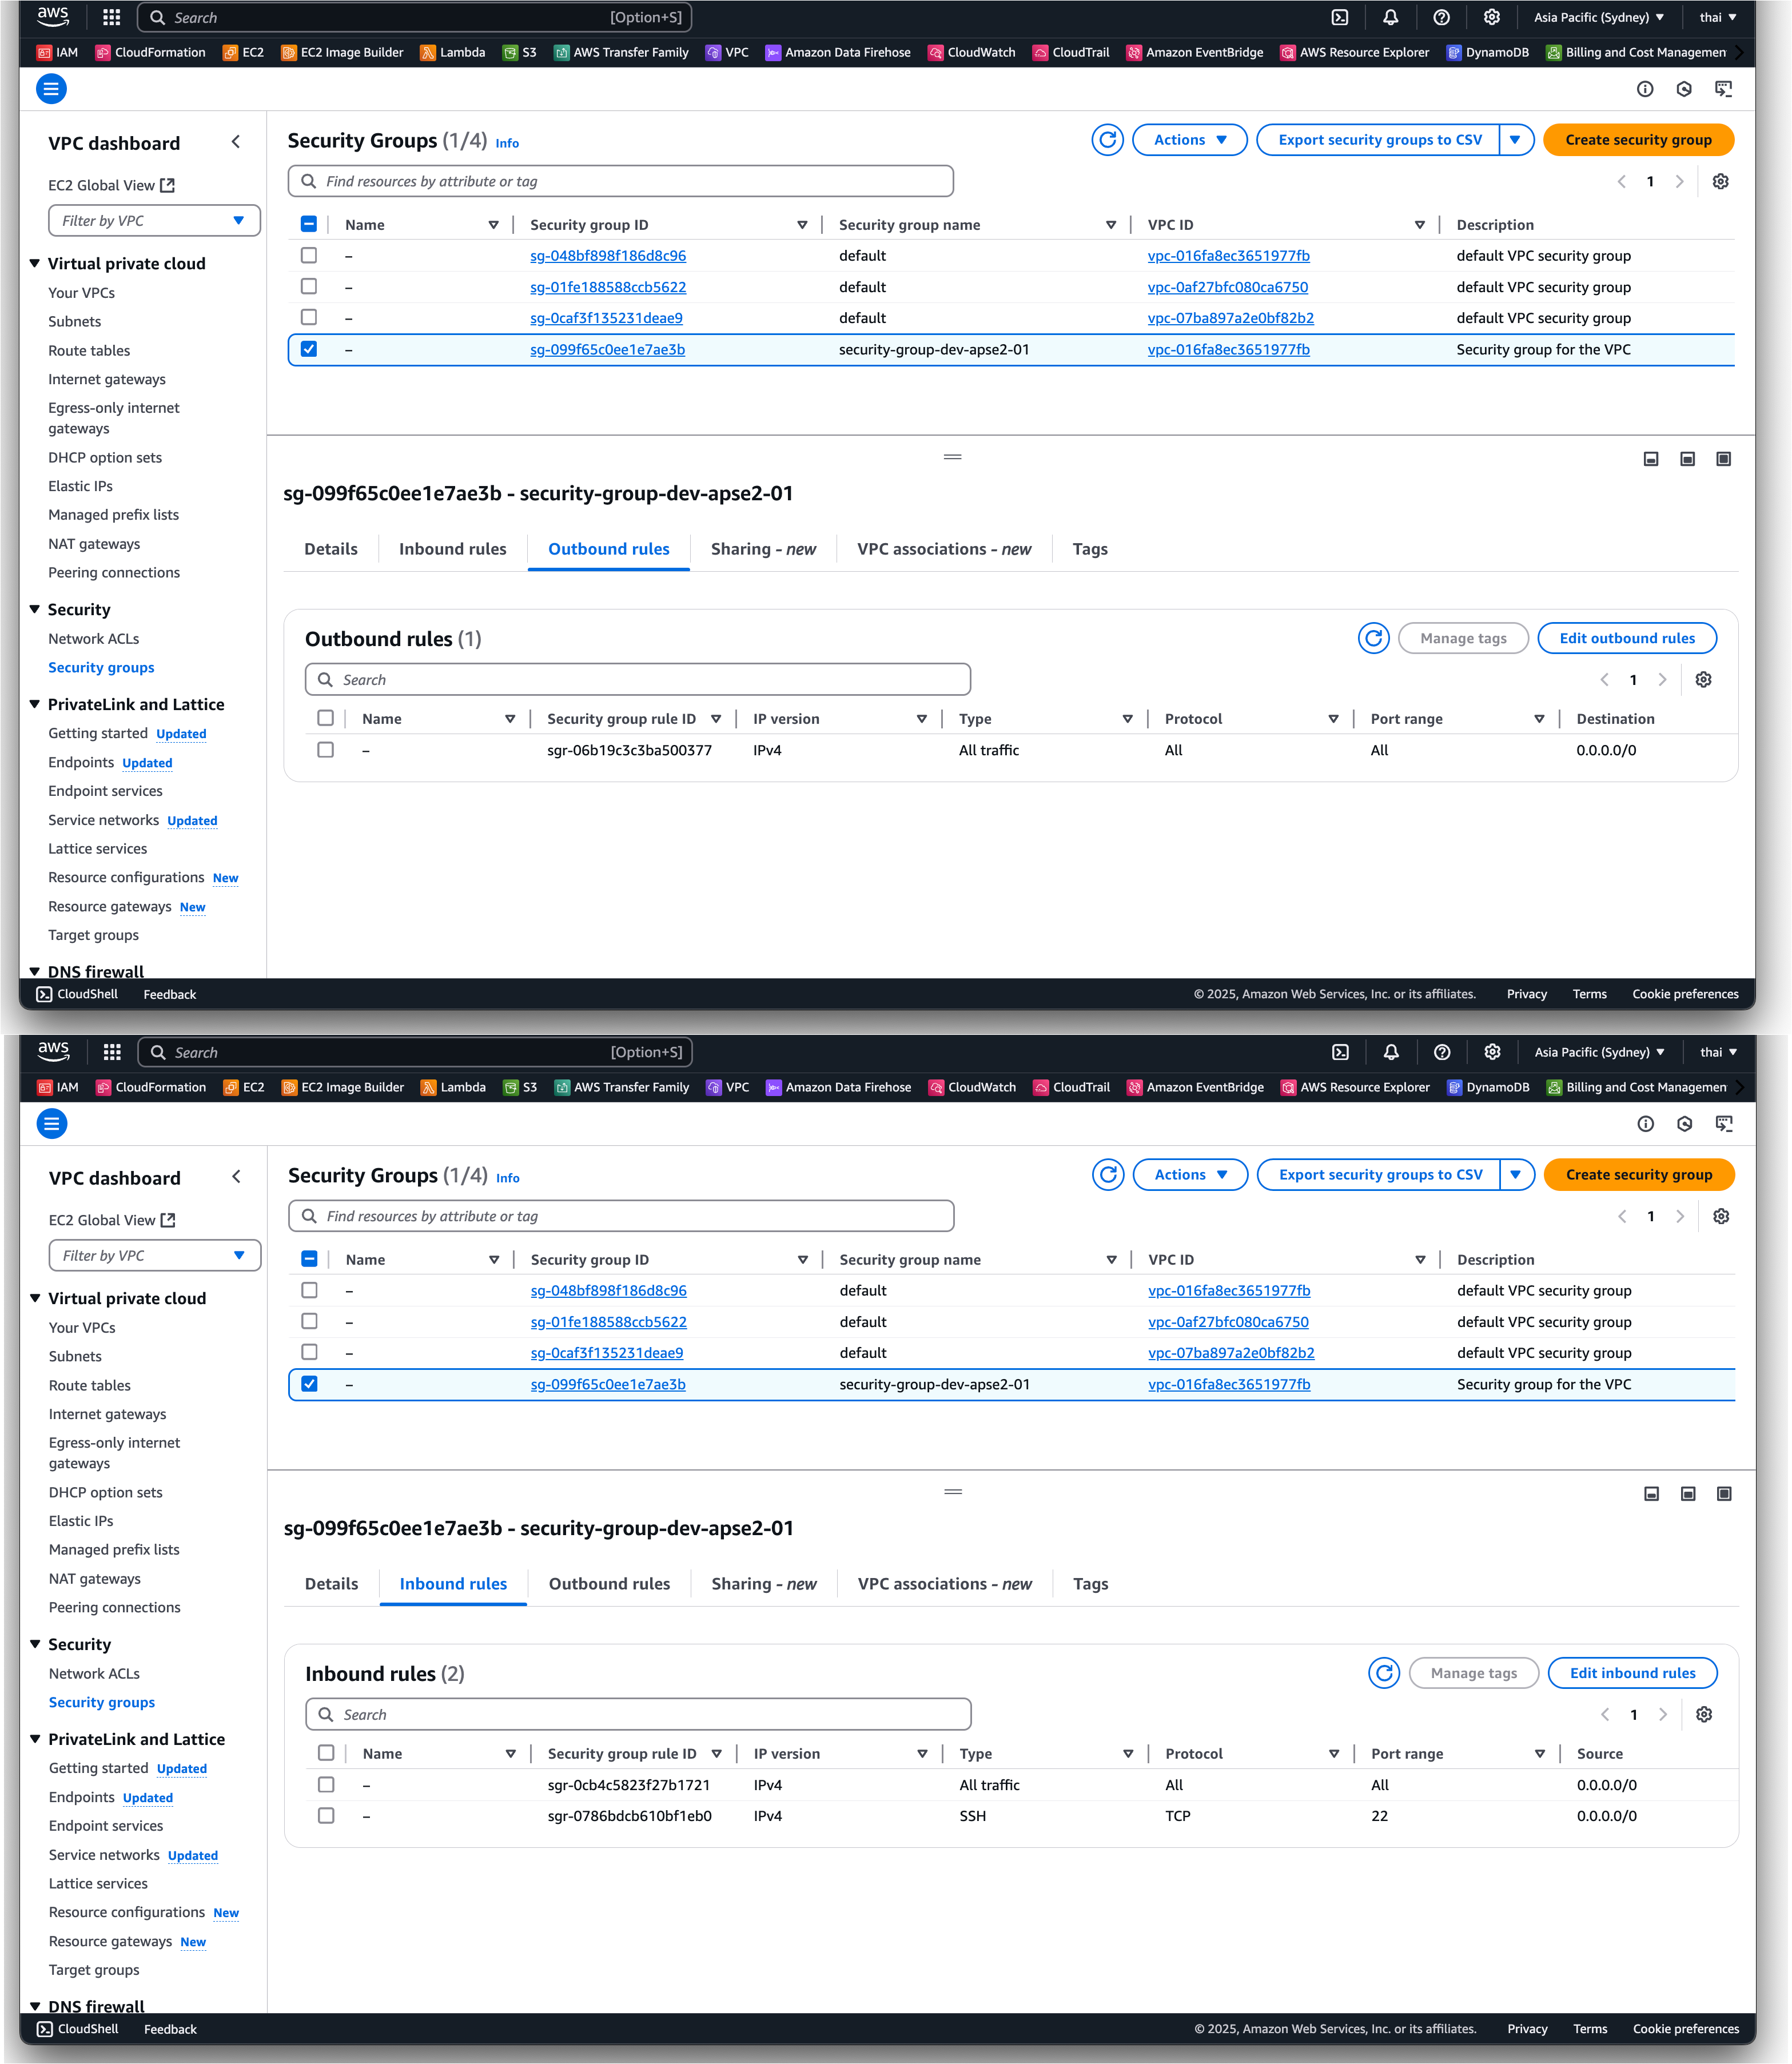 aws Search [Option+S] Asia Pacific (Sydney) thai
IAM CloudFormation EC2 EC2 Image Builder Lambda S3 AWS Transfer Family VPC Amazon Data Firehose CloudWatch CloudTrail Amazon EventBridge AWS Resource Explorer DynamoDB Billing and Cost Managemen
VPC dashboard
EC2 Global View
Filter by VPC
Virtual private cloud
Your VPCs
Subnets
Route tables
Internet gateways
Egress-only internet
gateways
DHCP option sets
Elastic IPs
Managed prefix lists
NAT gateways
Peering connections
Security
Network ACLs
Security groups
PrivateLink and Lattice
Getting started Updated
Endpoints Updated
Endpoint services
Service networks Updated
Lattice services
Resource configurations New
Resource gateways New
Target groups
DNS firewall
Security Groups (1/4) Info Actions Export security groups to CSV Create security group
Find resources by attribute or tag 1
Name Security group ID Security group name VPC ID Description
– sg-048bf898f186d8c96 default vpc-016fa8ec3651977fb default VPC security group
– sg-01fe188588ccb5622 default vpc-0af27bfc080ca6750 default VPC security group
– sg-0caf3f135231deae9 default vpc-07ba897a2e0bf82b2 default VPC security group
– sg-099f65c0ee1e7ae3b security-group-dev-apse2-01 vpc-016fa8ec3651977fb Security group for the VPC
sg-099f65c0ee1e7ae3b - security-group-dev-apse2-01
Details Inbound rules Outbound rules Sharing - new VPC associations - new Tags
Outbound rules (1) Manage tags Edit outbound rules
Search 1
Name Security group rule ID IP version Type Protocol Port range Destination
– sgr-06b19c3c3ba500377 IPv4 All traffic All All 0.0.0.0/0
CloudShell Feedback © 2025, Amazon Web Services, Inc. or its affiliates. Privacy Terms Cookie preferences
aws Search [Option+S] Asia Pacific (Sydney) thai
IAM CloudFormation EC2 EC2 Image Builder Lambda S3 AWS Transfer Family VPC Amazon Data Firehose CloudWatch CloudTrail Amazon EventBridge AWS Resource Explorer DynamoDB Billing and Cost Managemen
VPC dashboard
EC2 Global View
Filter by VPC
Virtual private cloud
Your VPCs
Subnets
Route tables
Internet gateways
Egress-only internet
gateways
DHCP option sets
Elastic IPs
Managed prefix lists
NAT gateways
Peering connections
Security
Network ACLs
Security groups
PrivateLink and Lattice
Getting started Updated
Endpoints Updated
Endpoint services
Service networks Updated
Lattice services
Resource configurations New
Resource gateways New
Target groups
DNS firewall
Security Groups (1/4) Info Actions Export security groups to CSV Create security group
Find resources by attribute or tag 1
Name Security group ID Security group name VPC ID Description
– sg-048bf898f186d8c96 default vpc-016fa8ec3651977fb default VPC security group
– sg-01fe188588ccb5622 default vpc-0af27bfc080ca6750 default VPC security group
– sg-0caf3f135231deae9 default vpc-07ba897a2e0bf82b2 default VPC security group
– sg-099f65c0ee1e7ae3b security-group-dev-apse2-01 vpc-016fa8ec3651977fb Security group for the VPC
sg-099f65c0ee1e7ae3b - security-group-dev-apse2-01
Details Inbound rules Outbound rules Sharing - new VPC associations - new Tags
Inbound rules (2) Manage tags Edit inbound rules
Search 1
Name Security group rule ID IP version Type Protocol Port range Source
– sgr-0cb4c5823f27b1721 IPv4 All traffic All All 0.0.0.0/0
– sgr-0786bdcb610bf1eb0 IPv4 SSH TCP 22 0.0.0.0/0
CloudShell Feedback © 2025, Amazon Web Services, Inc. or its affiliates. Privacy Terms Cookie preferences